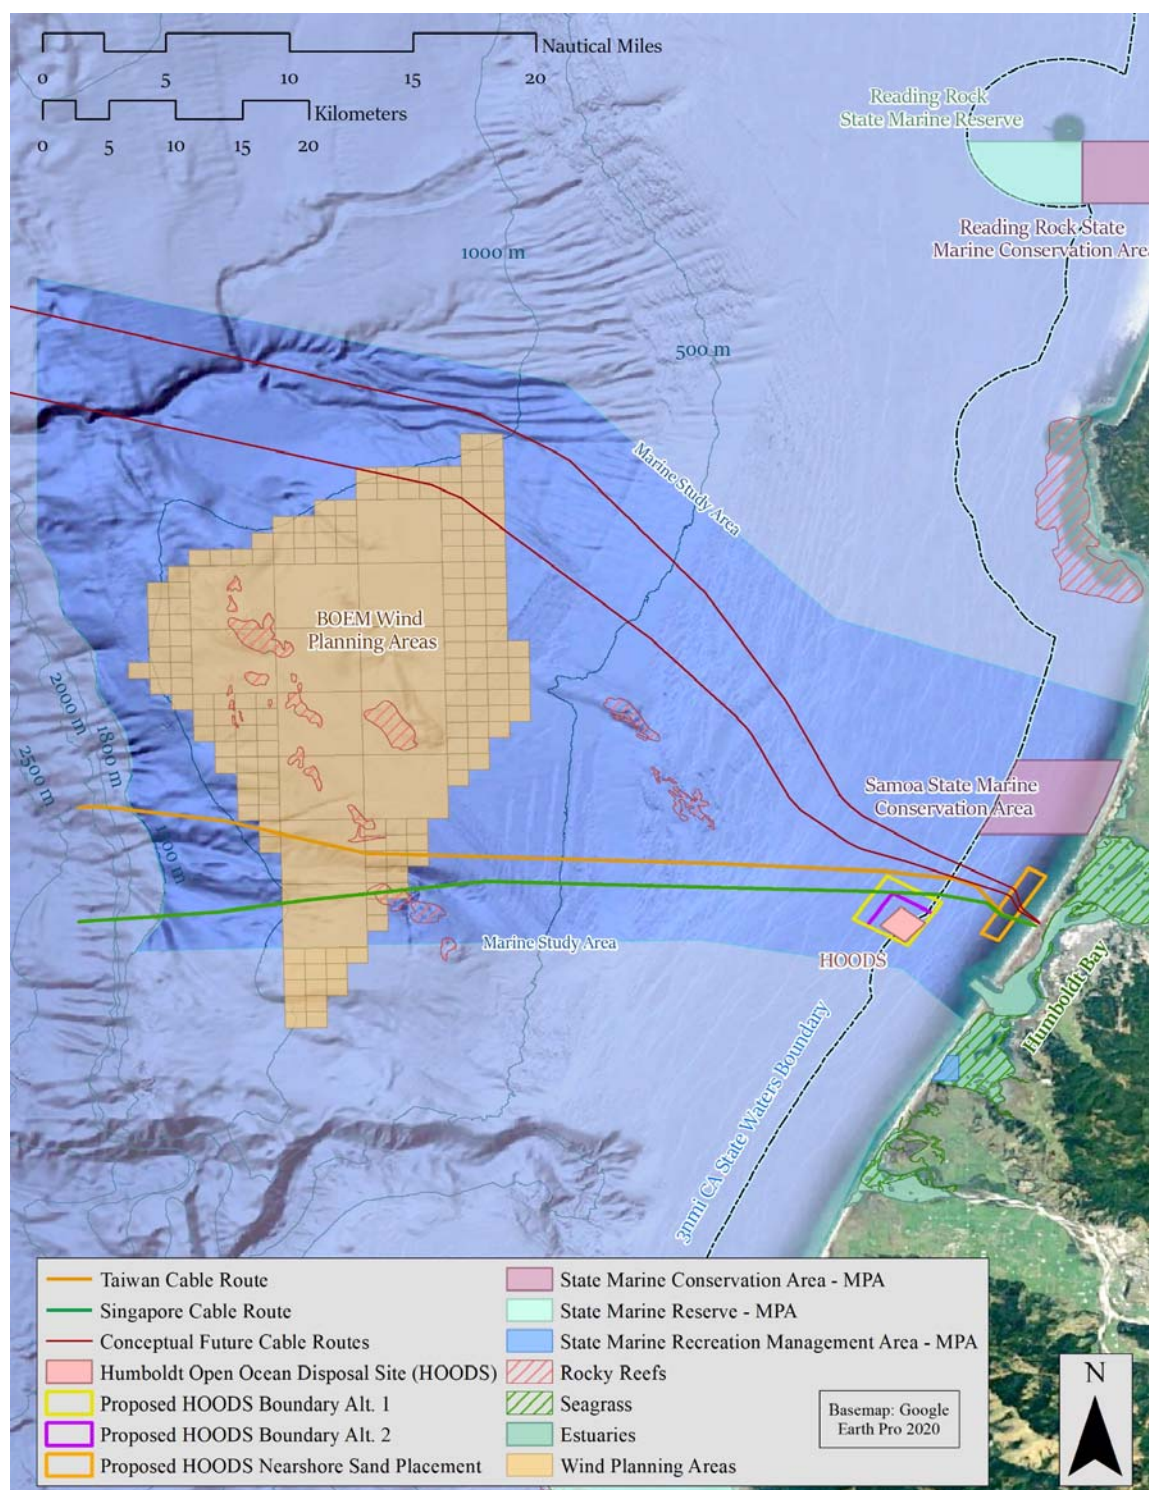 Nautical Miles
0 5 10 20
Kilometers
0 5 10 15 20
Reading Rock
State Marine Reserve
Reading Rock State
Marine Conservation Are
1000 m
500 m
Marine Study Area
BOEM Wind
Planning Areas
2000 m
1800 m
2500 m
Samoa State Marine
Conservation Area
Marine Study Area
HOODS
Humboldt Bay
3nmi CA State Waters Boundary
Taiwan Cable Route
Singapore Cable Route
Conceptual Future Cable Routes
Humboldt Open Ocean Disposal Site (HOODS)
Proposed HOODS Boundary Alt. 1
Proposed HOODS Boundary Alt. 2
Proposed HOODS Nearshore Sand Placement
State Marine Conservation Area - MPA
State Marine Reserve - MPA
State Marine Recreation Management Area - MPA
Rocky Reefs
Seagrass
Estuaries
Wind Planning Areas
Basemap: Google
Earth Pro 2020
N